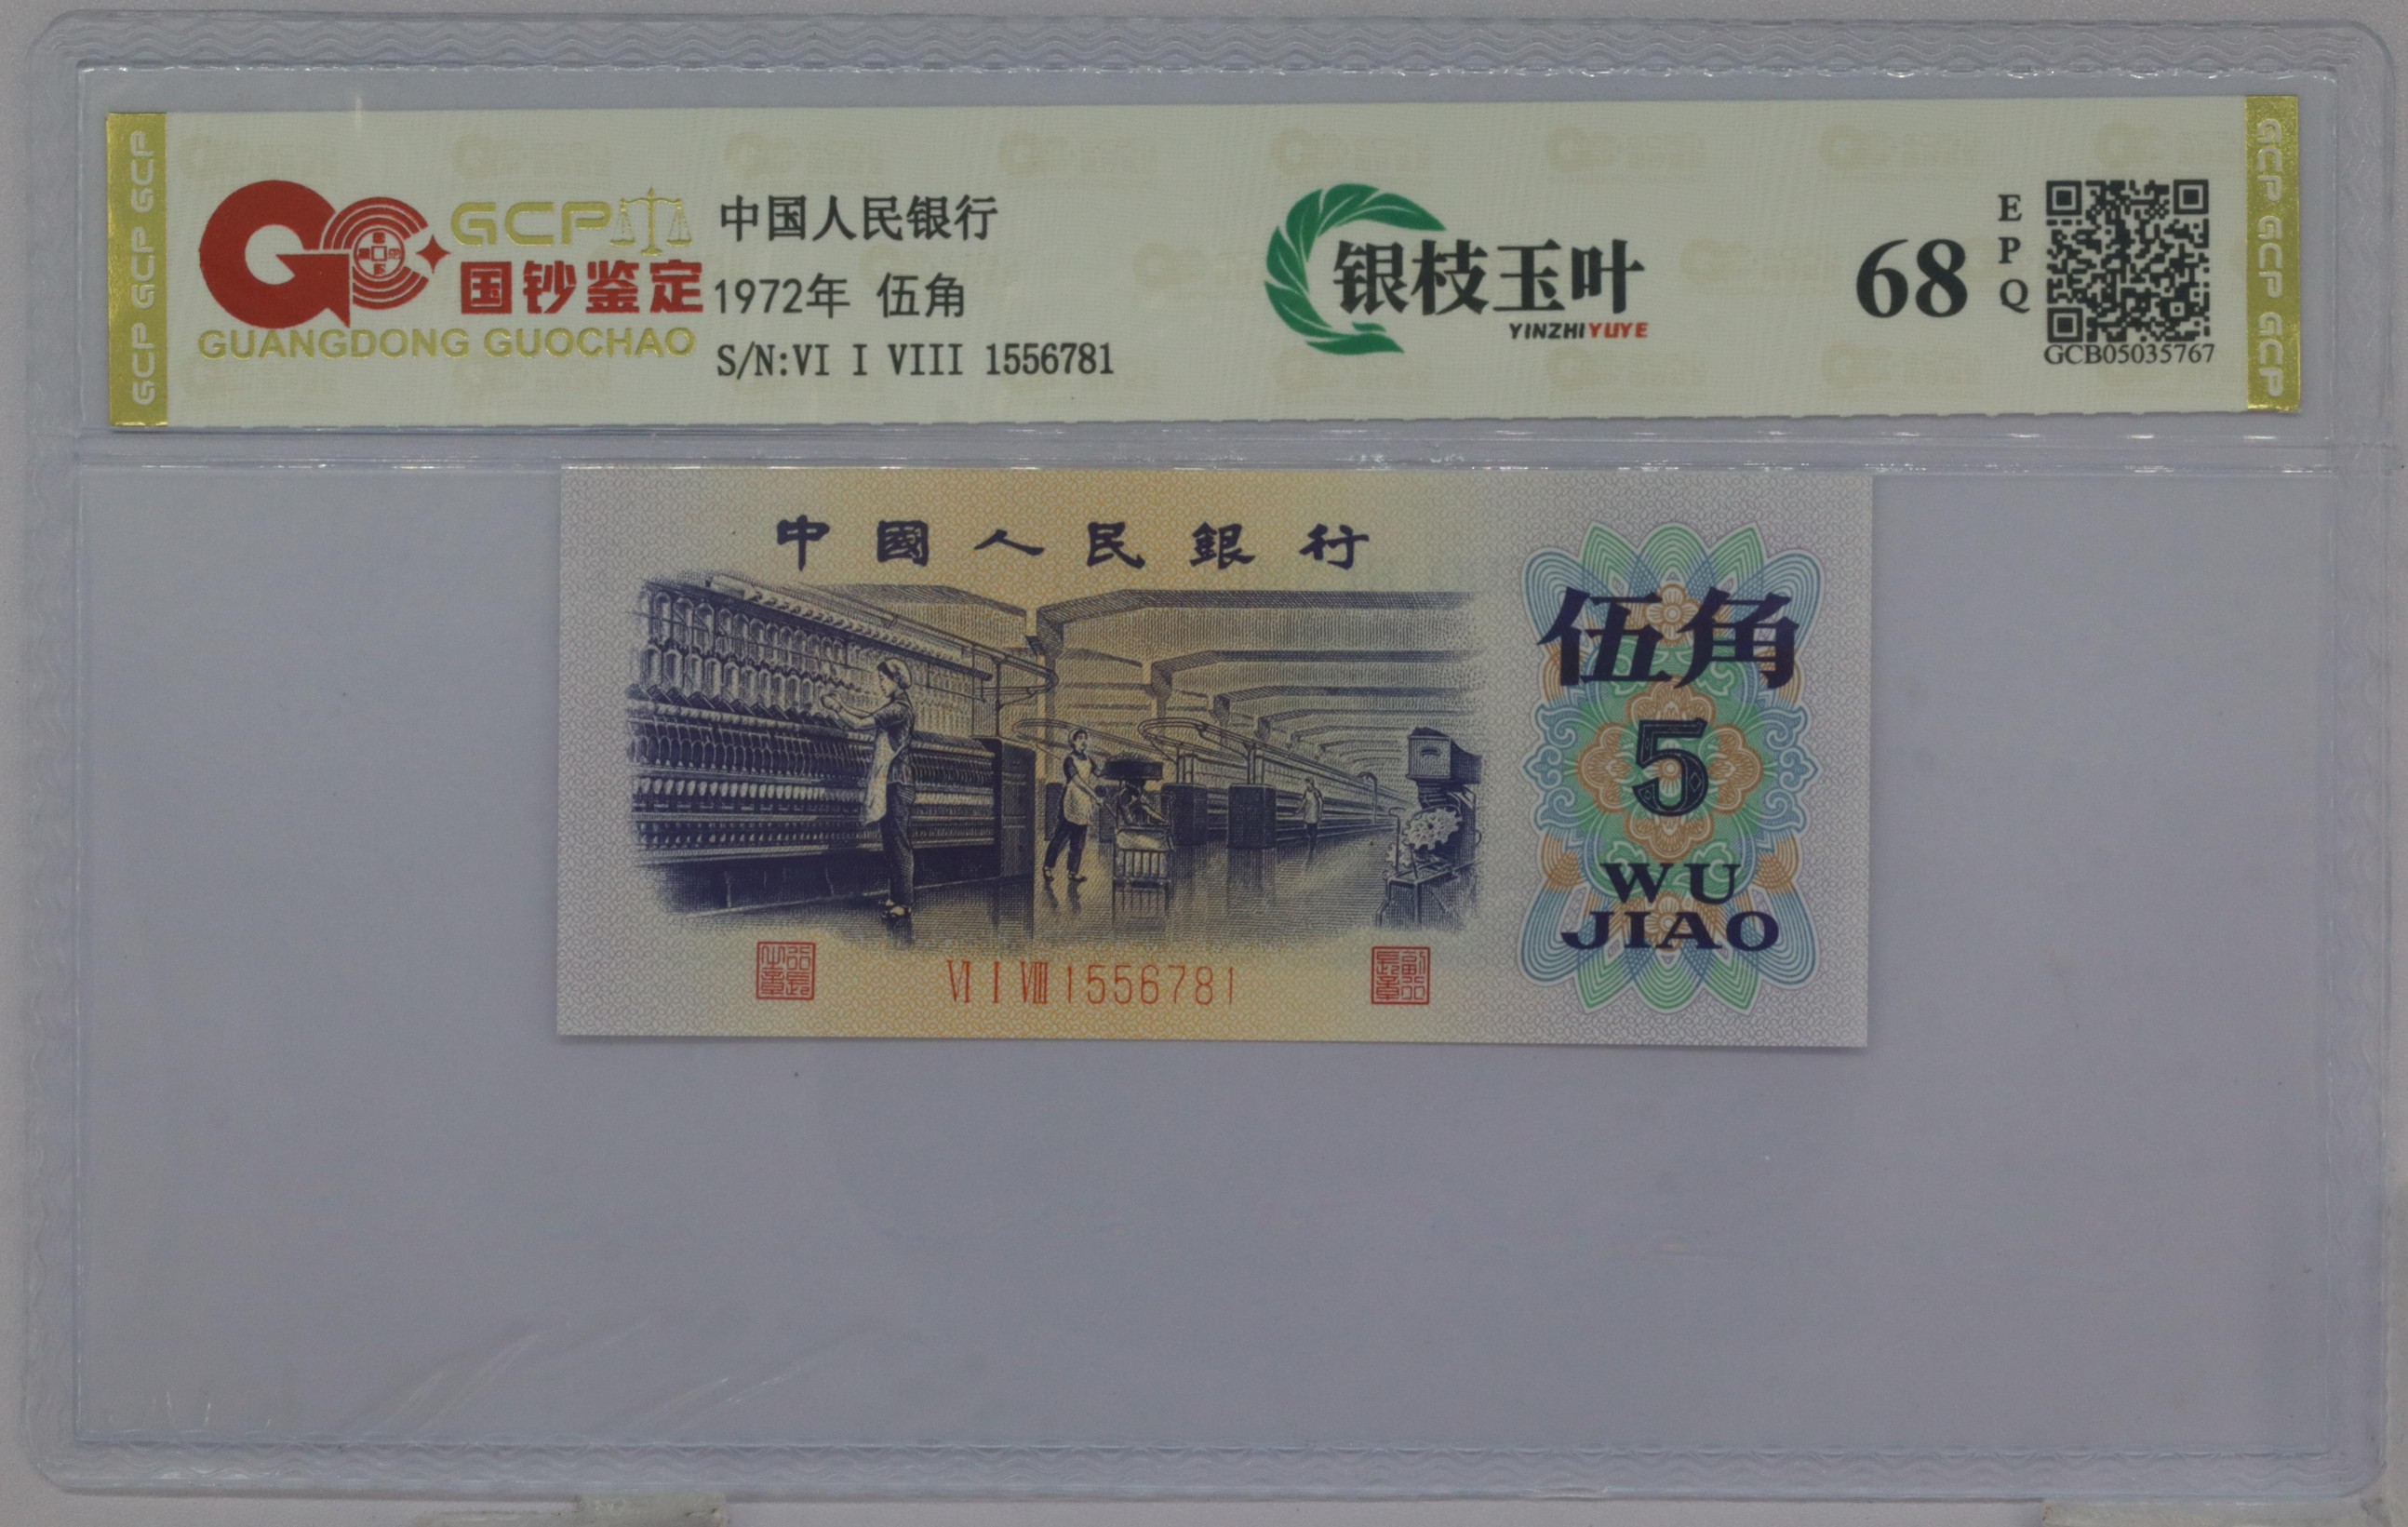 GCP GCP GCP
GCP
国钞鉴定
GUANGDONG GUOCHAO
中国人民银行
1972年 伍角
S/N:VI I VIII 1556781
银枝玉叶
YINZHIYUYE
68
EPQ
GCB05035767
GCP GCP GCP
中國人民銀行
伍角
5
WU
JIAO
VI I VIII 1556781